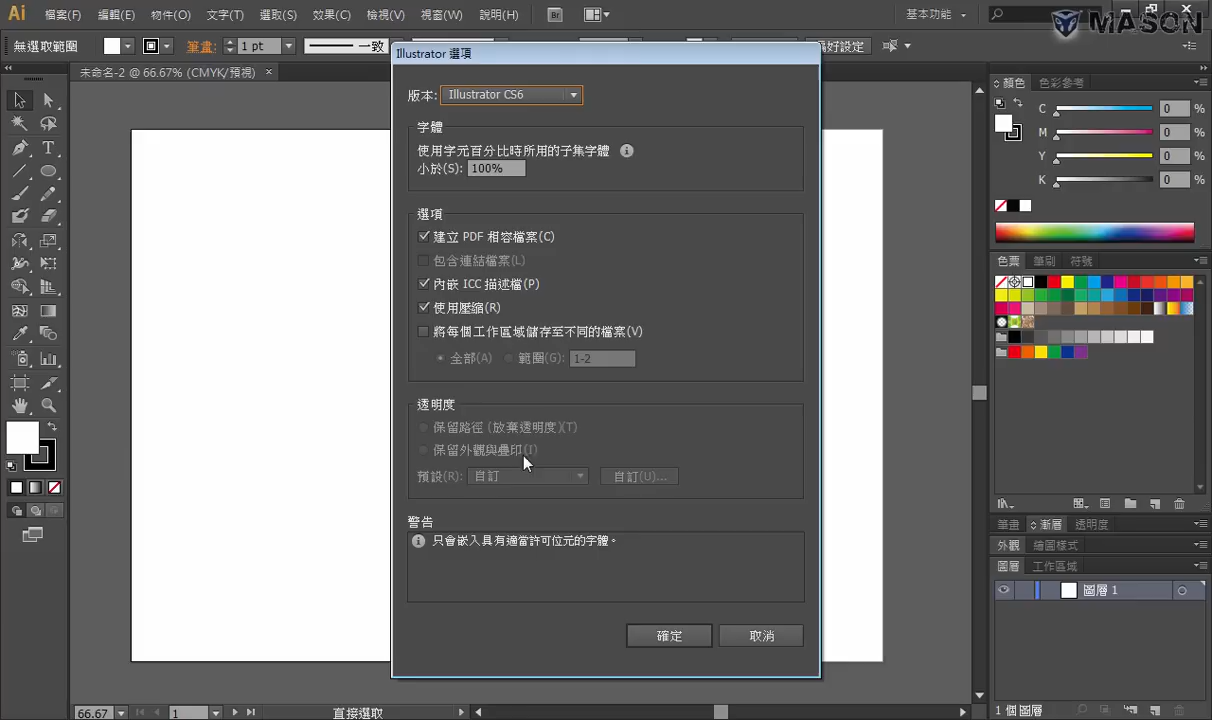 Ai 檔案(F) 編輯(E) 物件(O) 文字(T) 選取(S) 效果(C) 檢視(V) 視窗(W) 說明(H) Br 基本功能
MASON
無選取範圍 筆畫: 1 pt 一致 偏好設定
未命名-2 @ 66.67% (CMYK/預視) ×
Illustrator 選項
版本: Illustrator CS6
字體
使用字元百分比時所用的子集字體
小於(S): 100%
選項
建立 PDF 相容檔案(C)
包含連結檔案(L)
內嵌 ICC 描述檔(P)
使用壓縮(R)
將每個工作區域儲存至不同的檔案(V)
全部(A) 範圍(G): 1-2
透明度
保留路徑 (放棄透明度)(T)
保留外觀與疊印(I)
預設(R): 自訂 自訂(U)...
警告
只會嵌入具有適當許可位元的字體。
確定 取消
顏色 色彩參考
C 0 %
M 0 %
Y 0 %
K 0 %
色票 筆刷 符號
筆畫 漸層 透明度
外觀 繪圖樣式
圖層 工作區域
圖層 1
1 個圖層
66.67 1 直接選取